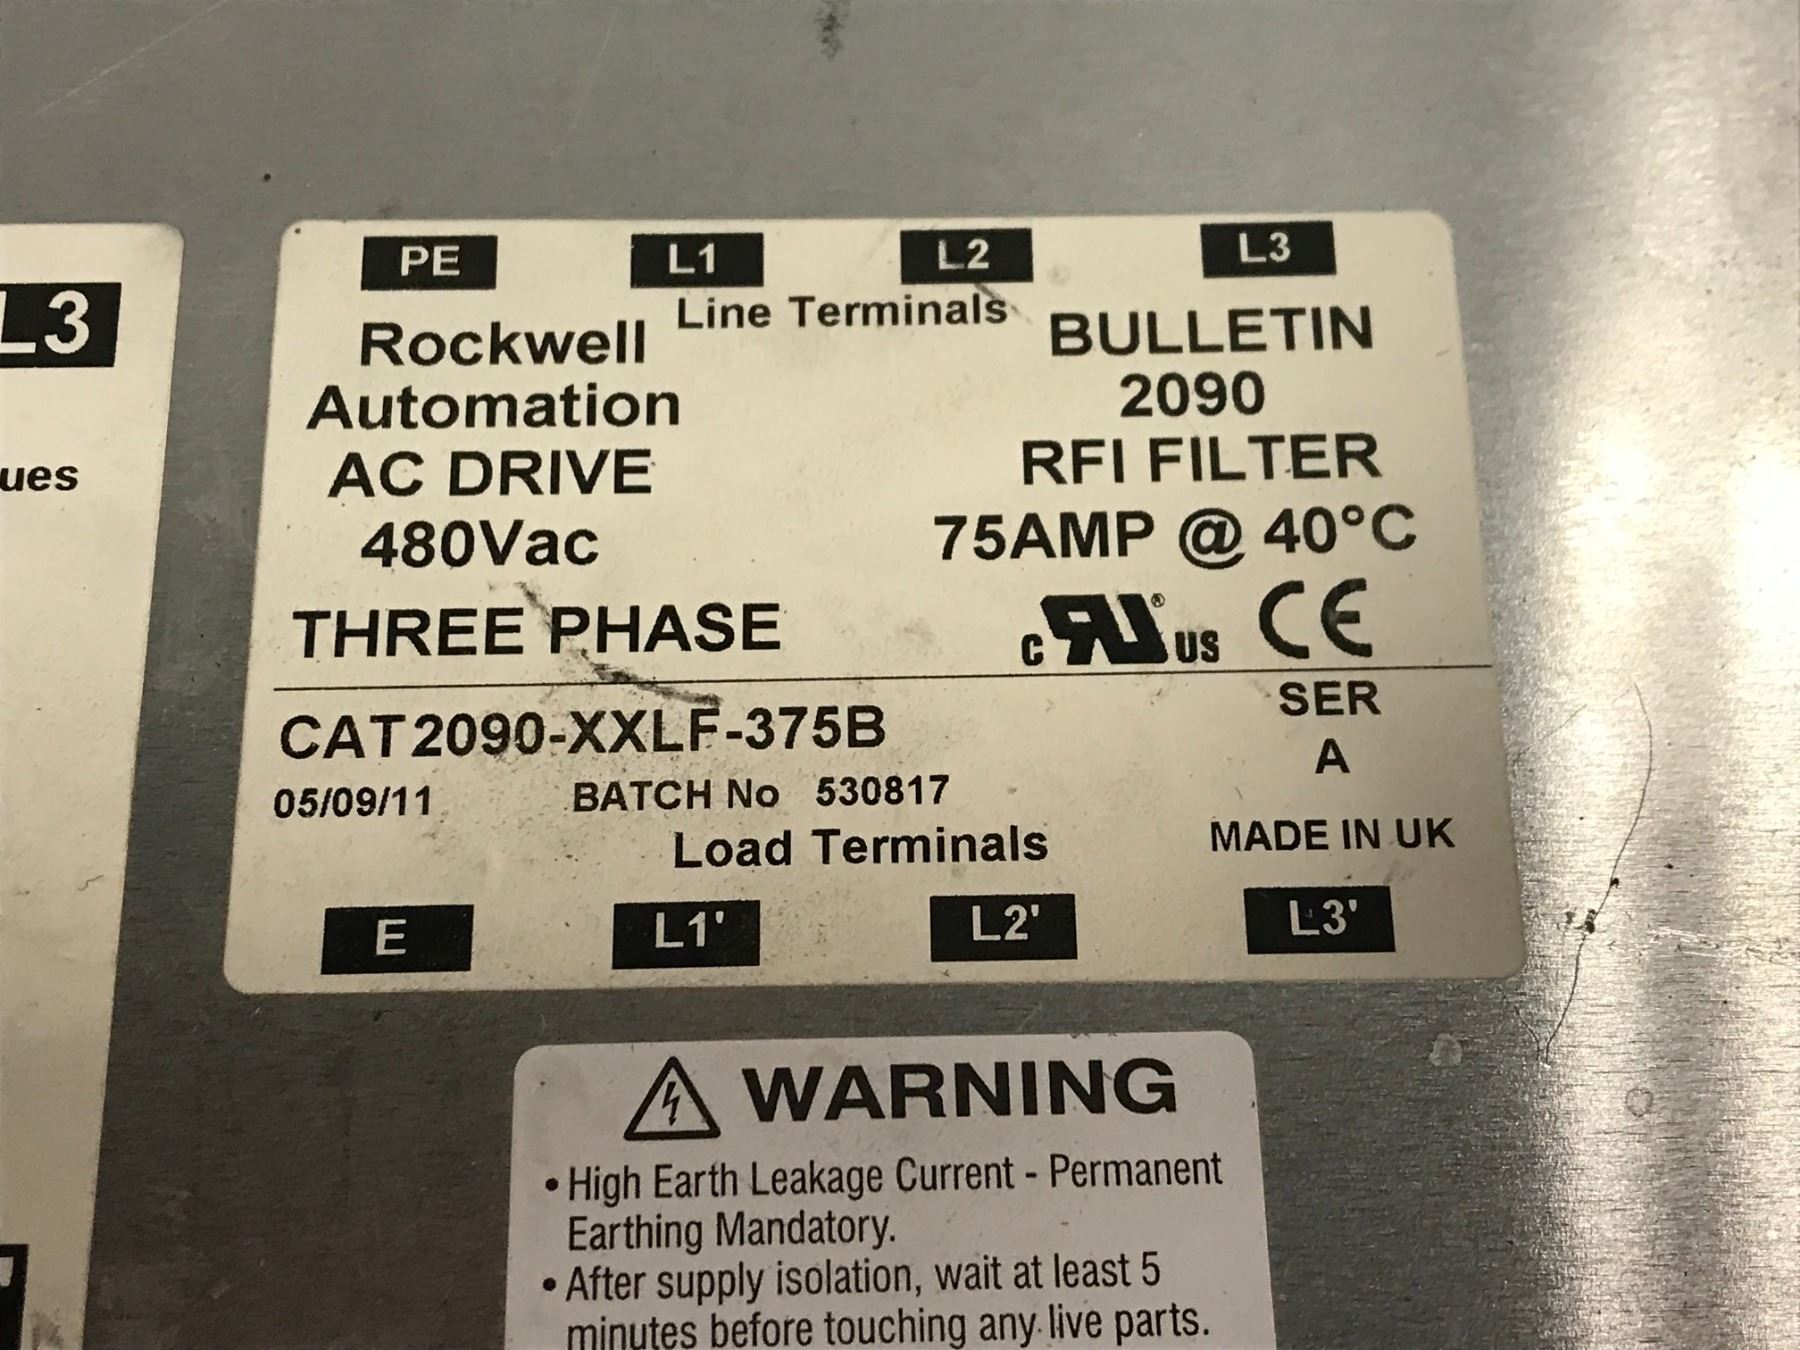 L3
ues
PE L1 L2 L3
Line Terminals
Rockwell
Automation
AC DRIVE
480Vac
THREE PHASE
BULLETIN
2090
RFI FILTER
75AMP @ 40°C
c RU® US CE
CAT2090-XXLF-375B
SER
A
05/09/11 BATCH No 530817
Load Terminals
MADE IN UK
E L1' L2' L3'
WARNING
• High Earth Leakage Current - Permanent
Earthing Mandatory.
• After supply isolation, wait at least 5
minutes before touching any live parts.